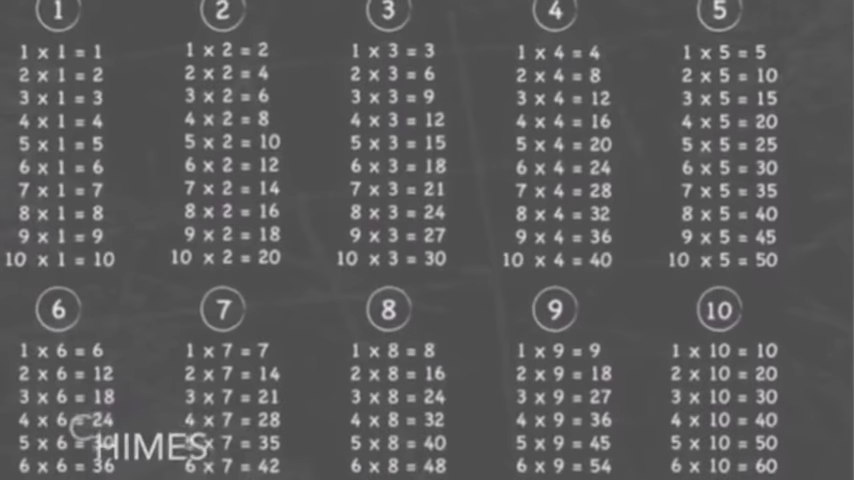 1 2 3 4 5
1 x 1 = 1 1 x 2 = 2 1 x 3 = 3 1 x 4 = 4 1 x 5 = 5
2 x 1 = 2 2 x 2 = 4 2 x 3 = 6 2 x 4 = 8 2 x 5 = 10
3 x 1 = 3 3 x 2 = 6 3 x 3 = 9 3 x 4 = 12 3 x 5 = 15
4 x 1 = 4 4 x 2 = 8 4 x 3 = 12 4 x 4 = 16 4 x 5 = 20
5 x 1 = 5 5 x 2 = 10 5 x 3 = 15 5 x 4 = 20 5 x 5 = 25
6 x 1 = 6 6 x 2 = 12 6 x 3 = 18 6 x 4 = 24 6 x 5 = 30
7 x 1 = 7 7 x 2 = 14 7 x 3 = 21 7 x 4 = 28 7 x 5 = 35
8 x 1 = 8 8 x 2 = 16 8 x 3 = 24 8 x 4 = 32 8 x 5 = 40
9 x 1 = 9 9 x 2 = 18 9 x 3 = 27 9 x 4 = 36 9 x 5 = 45
10 x 1 = 10 10 x 2 = 20 10 x 3 = 30 10 x 4 = 40 10 x 5 = 50
6 7 8 9 10
1 x 6 = 6 1 x 7 = 7 1 x 8 = 8 1 x 9 = 9 1 x 10 = 10
2 x 6 = 12 2 x 7 = 14 2 x 8 = 16 2 x 9 = 18 2 x 10 = 20
3 x 6 = 18 3 x 7 = 21 3 x 8 = 24 3 x 9 = 27 3 x 10 = 30
4 x 6 = 24 4 x 7 = 28 4 x 8 = 32 4 x 9 = 36 4 x 10 = 40
5 x 6 = x 7 = 35 5 x 8 = 40 5 x 9 = 45 5 x 10 = 50
6 x 6 = 36 6 x 7 = 42 6 x 8 = 48 6 x 9 = 54 6 x 10 = 60
CHIMES